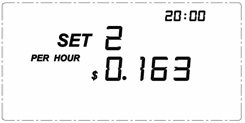 20:00
SET 2
PER HOUR
$ 0.163